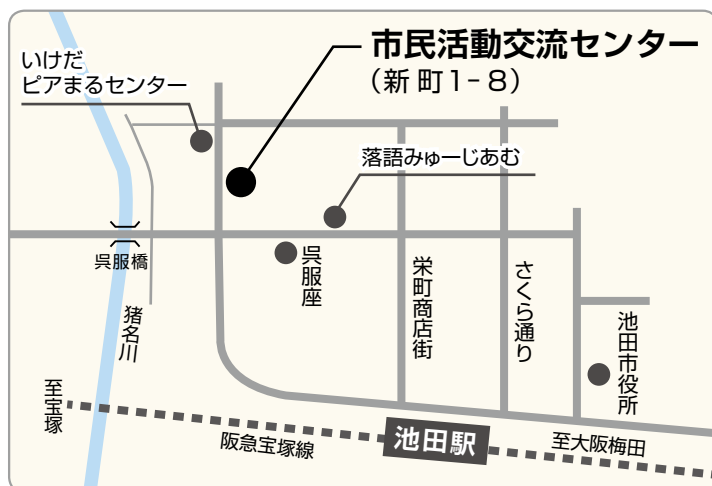 市民活動交流センター
（新町1-8）
いけだ
ピアまるセンター
落語みゅーじあむ
呉服橋
呉服座
栄町商店街
さくら通り
池田市役所
猪名川
至宝塚
阪急宝塚線
池田駅
至大阪梅田